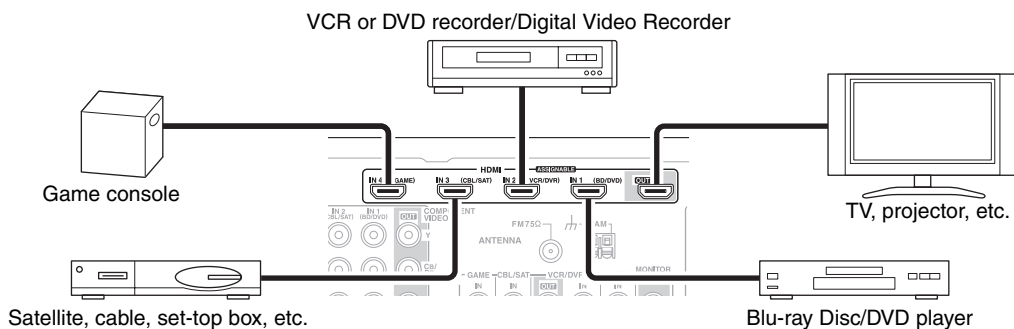 VCR or DVD recorder/Digital Video Recorder
Game console
TV, projector, etc.
HDMI ASSIGNABLE
IN 4 GAME) IN 3 (CBL/SAT) IN 2 VCR/DVR) IN 1 (BD/DVD) OUT
IN 2 IN 1 OUT COMP ENT
CBL/SAT) (BD/DVD) VIDEO
Y
FM75Ω AM
ANTENNA
CB/
GAME CBL/SAT VCR/DVR MONITOR
IN IN OUT IN IN
Satellite, cable, set-top box, etc.
Blu-ray Disc/DVD player